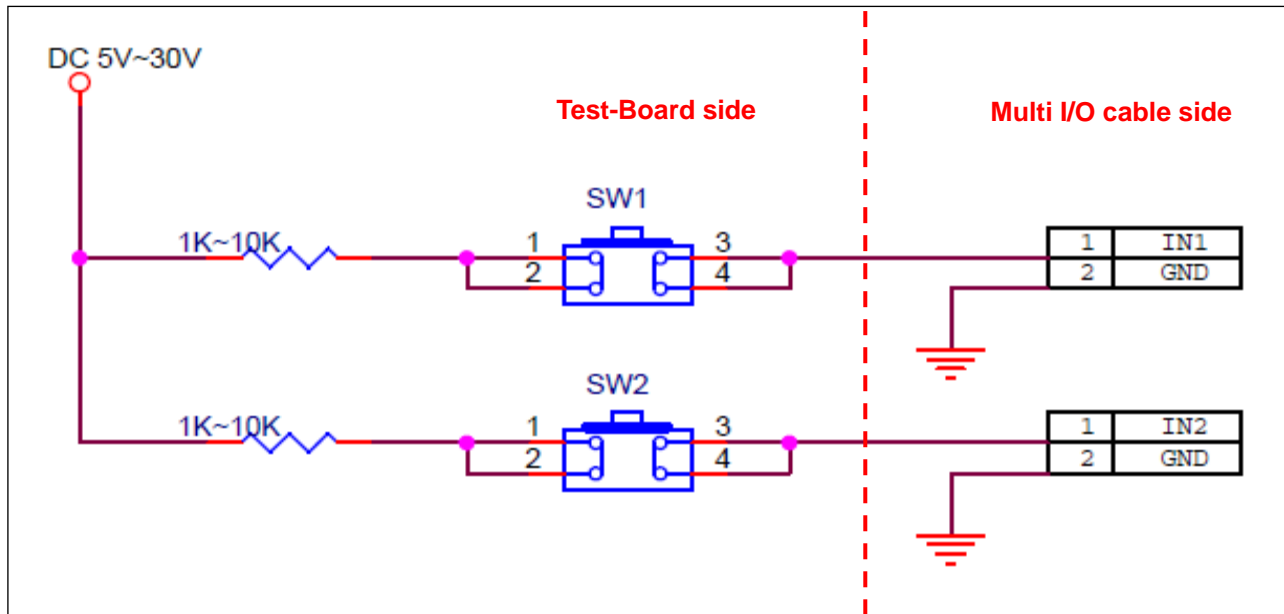 DC 5V~30V
Test-Board side
Multi I/O cable side
SW1
1K~10K
1
2
3
4
1 IN1
2 GND
SW2
1K~10K
1
2
3
4
1 IN2
2 GND